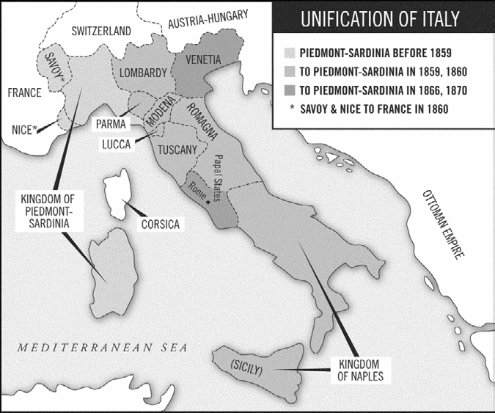 UNIFICATION OF ITALY
PIEDMONT-SARDINIA BEFORE 1859
TO PIEDMONT-SARDINIA IN 1859, 1860
TO PIEDMONT-SARDINIA IN 1866, 1870
* SAVOY & NICE TO FRANCE IN 1860
SWITZERLAND
AUSTRIA-HUNGARY
SAVOY*
LOMBARDY
VENETIA
FRANCE
NICE*
PARMA
MODENA
ROMAGNA
LUCCA
TUSCANY
Papal States
Rome
KINGDOM OF
PIEDMONT-
SARDINIA
CORSICA
OTTOMAN EMPIRE
MEDITERRANEAN SEA
(SICILY)
KINGDOM
OF NAPLES